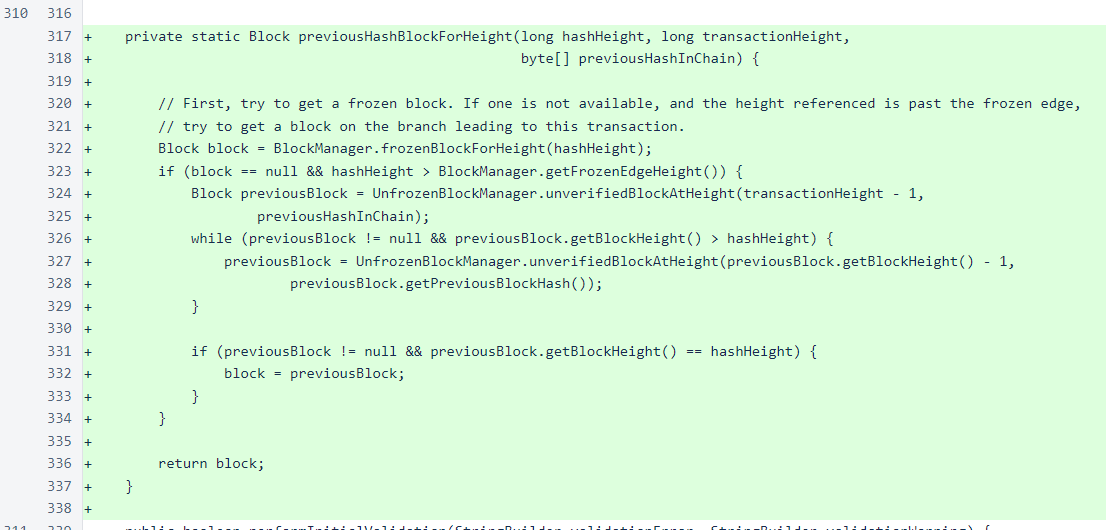 310 316
317 + private static Block previousHashBlockForHeight(long hashHeight, long transactionHeight,
318 + byte[] previousHashInChain) {
319 +
320 + // First, try to get a frozen block. If one is not available, and the height referenced is past the frozen edge,
321 + // try to get a block on the branch leading to this transaction.
322 + Block block = BlockManager.frozenBlockForHeight(hashHeight);
323 + if (block == null && hashHeight > BlockManager.getFrozenEdgeHeight()) {
324 + Block previousBlock = UnfrozenBlockManager.unverifiedBlockAtHeight(transactionHeight - 1,
325 + previousHashInChain);
326 + while (previousBlock != null && previousBlock.getBlockHeight() > hashHeight) {
327 + previousBlock = UnfrozenBlockManager.unverifiedBlockAtHeight(previousBlock.getBlockHeight() - 1,
328 + previousBlock.getPreviousBlockHash());
329 + }
330 +
331 + if (previousBlock != null && previousBlock.getBlockHeight() == hashHeight) {
332 + block = previousBlock;
333 + }
334 + }
335 +
336 + return block;
337 + }
338 +